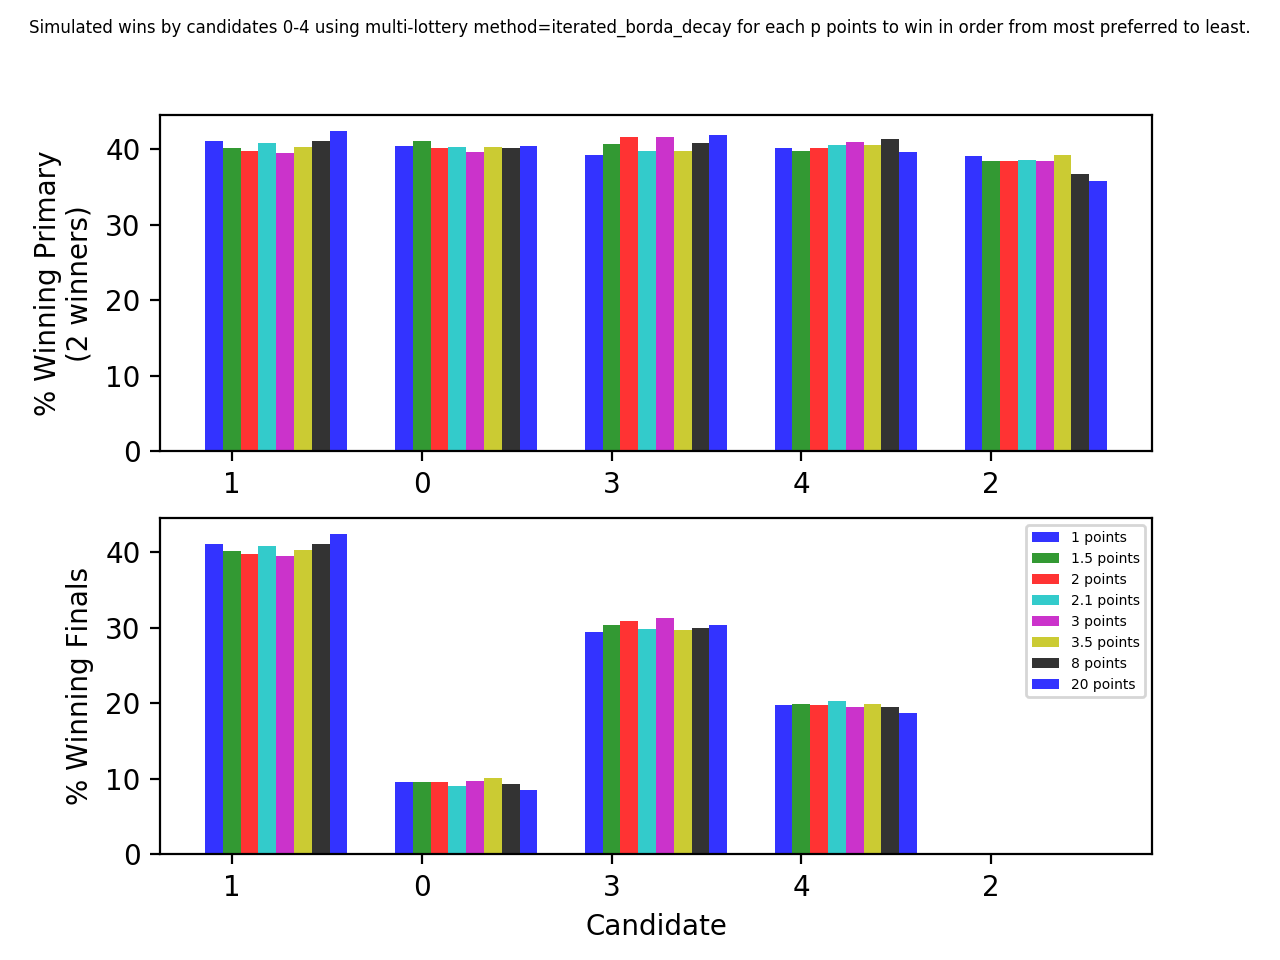 Simulated wins by candidates 0-4 using multi-lottery method=iterated_borda_decay for each p points to win in order from most preferred to least.
% Winning Primary
(2 winners)
40
30
20
10
0
1 0 3 4 2
% Winning Finals
40
30
20
10
0
1 points
1.5 points
2 points
2.1 points
3 points
3.5 points
8 points
20 points
1 0 3 4 2
Candidate